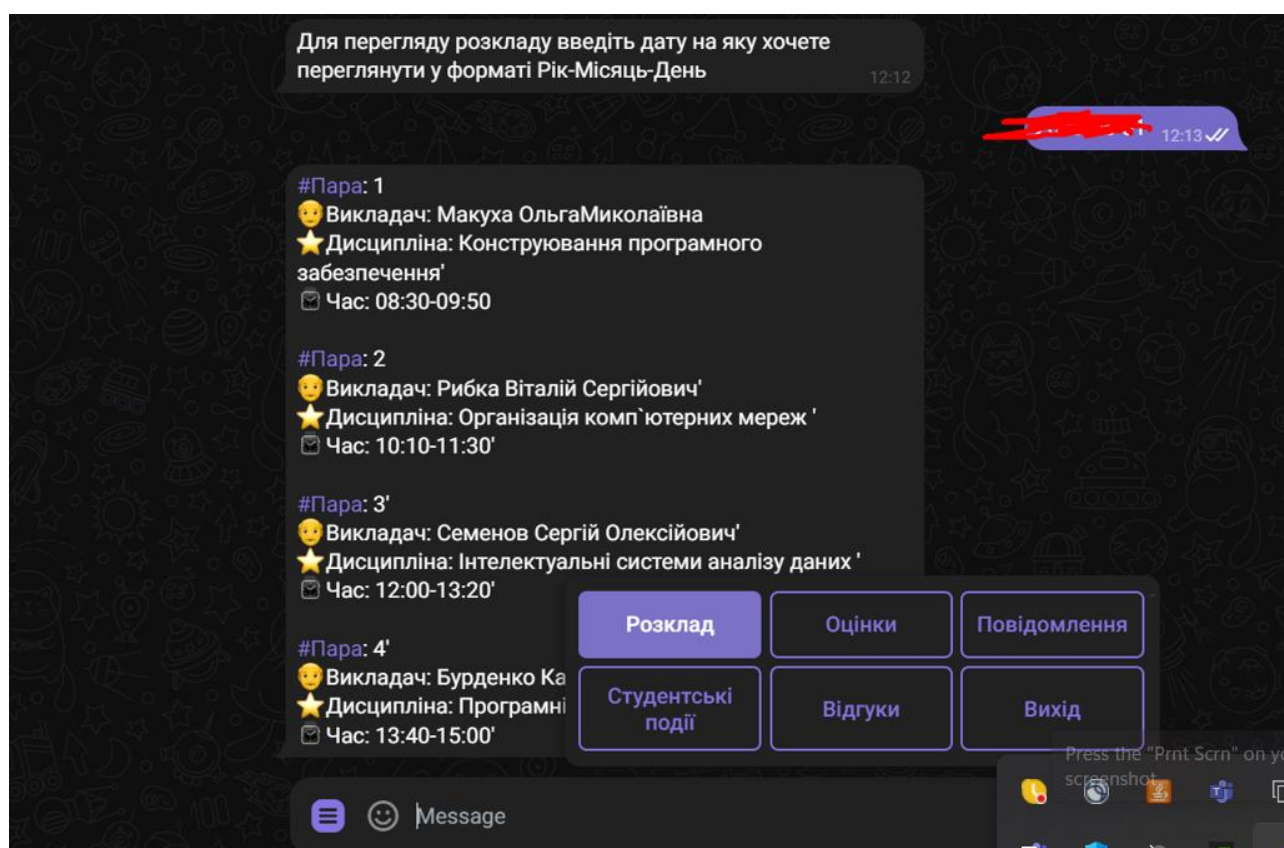 Для перегляду розкладу введіть дату на яку хочете
переглянути у форматі Рік-Місяць-День
12:12
12:13
#Пара: 1
Викладач: Макуха ОльгаМиколаївна
Дисципліна: Конструювання програмного
забезпечення'
Час: 08:30-09:50
#Пара: 2
Викладач: Рибка Віталій Сергійович'
Дисципліна: Організація комп`ютерних мереж '
Час: 10:10-11:30'
#Пара: 3'
Викладач: Семенов Сергій Олексійович'
Дисципліна: Інтелектуальні системи аналізу даних '
Час: 12:00-13:20'
#Пара: 4'
Викладач: Бурденко Ка
Дисципліна: Програмні
Час: 13:40-15:00'
Розклад
Оцінки
Повідомлення
Студентські
події
Відгуки
Вихід
Press the "Prnt Scrn" on yo
screenshot
Message